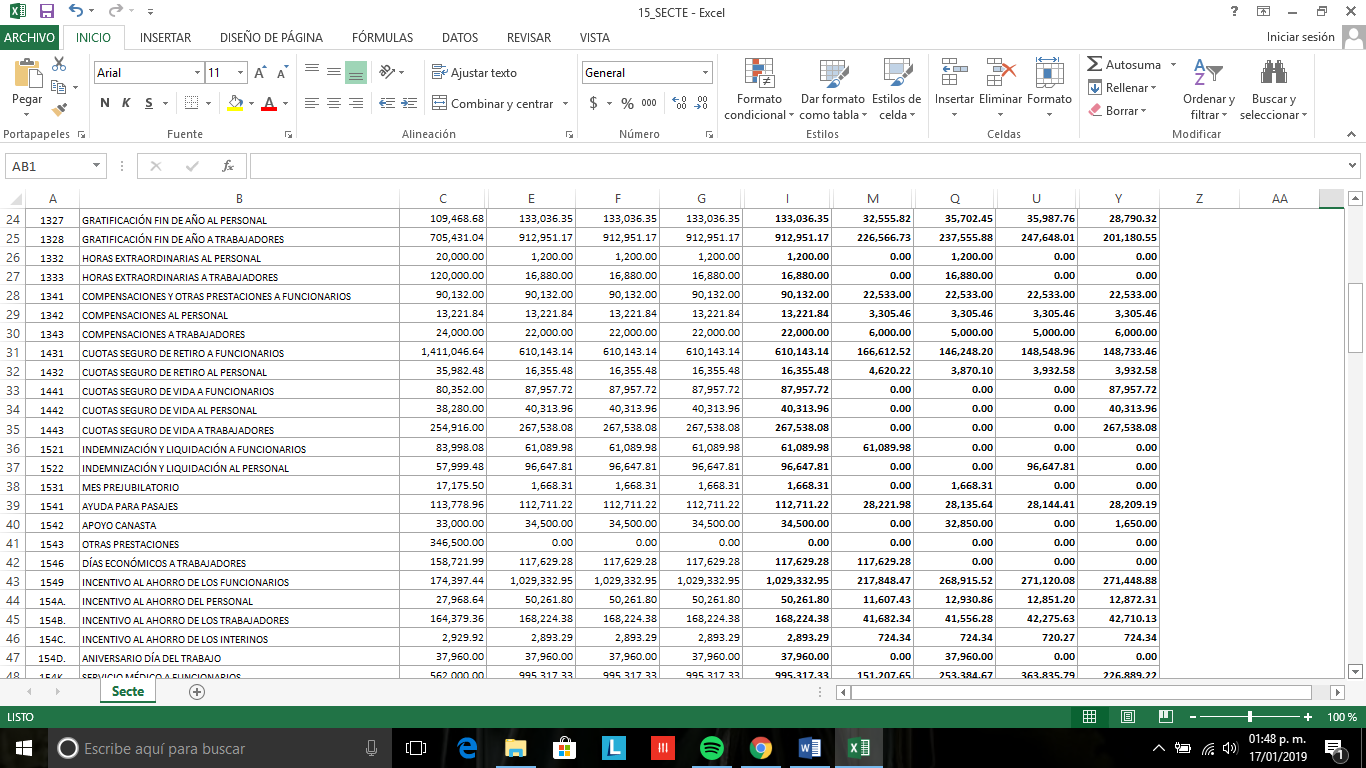 15_SECTE - Excel
Iniciar sesión
ARCHIVO INICIO INSERTAR DISEÑO DE PÁGINA FÓRMULAS DATOS REVISAR VISTA
Pegar
Arial 11
N K S
Ajustar texto
Combinar y centrar
General
$ % 000
Formato condicional
Dar formato como tabla
Estilos de celda
Insertar Eliminar Formato
Autosuma
Rellenar
Borrar
Ordenar y filtrar
Buscar y seleccionar
Portapapeles Fuente Alineación Número Estilos Celdas Modificar
AB1 fx
A B C E F G I M Q U Y Z AA
24 1327 GRATIFICACIÓN FIN DE AÑO AL PERSONAL 109,468.68 133,036.35 133,036.35 133,036.35 133,036.35 32,555.82 35,702.45 35,987.76 28,790.32
25 1328 GRATIFICACIÓN FIN DE AÑO A TRABAJADORES 705,431.04 912,951.17 912,951.17 912,951.17 912,951.17 226,566.73 237,555.88 247,648.01 201,180.55
26 1332 HORAS EXTRAORDINARIAS AL PERSONAL 20,000.00 1,200.00 1,200.00 1,200.00 1,200.00 0.00 1,200.00 0.00 0.00
27 1333 HORAS EXTRAORDINARIAS A TRABAJADORES 120,000.00 16,880.00 16,880.00 16,880.00 16,880.00 0.00 16,880.00 0.00 0.00
28 1341 COMPENSACIONES Y OTRAS PRESTACIONES A FUNCIONARIOS 90,132.00 90,132.00 90,132.00 90,132.00 90,132.00 22,533.00 22,533.00 22,533.00 22,533.00
29 1342 COMPENSACIONES AL PERSONAL 13,221.84 13,221.84 13,221.84 13,221.84 13,221.84 3,305.46 3,305.46 3,305.46 3,305.46
30 1343 COMPENSACIONES A TRABAJADORES 24,000.00 22,000.00 22,000.00 22,000.00 22,000.00 6,000.00 5,000.00 5,000.00 6,000.00
31 1431 CUOTAS SEGURO DE RETIRO A FUNCIONARIOS 1,411,046.64 610,143.14 610,143.14 610,143.14 610,143.14 166,612.52 146,248.20 148,548.96 148,733.46
32 1432 CUOTAS SEGURO DE RETIRO AL PERSONAL 35,982.48 16,355.48 16,355.48 16,355.48 16,355.48 4,620.22 3,870.10 3,932.58 3,932.58
33 1441 CUOTAS SEGURO DE VIDA A FUNCIONARIOS 80,352.00 87,957.72 87,957.72 87,957.72 87,957.72 0.00 0.00 0.00 87,957.72
34 1442 CUOTAS SEGURO DE VIDA AL PERSONAL 38,280.00 40,313.96 40,313.96 40,313.96 40,313.96 0.00 0.00 0.00 40,313.96
35 1443 CUOTAS SEGURO DE VIDA A TRABAJADORES 254,916.00 267,538.08 267,538.08 267,538.08 267,538.08 0.00 0.00 0.00 267,538.08
36 1521 INDEMNIZACIÓN Y LIQUIDACIÓN A FUNCIONARIOS 83,998.08 61,089.98 61,089.98 61,089.98 61,089.98 61,089.98 0.00 0.00 0.00
37 1522 INDEMNIZACIÓN Y LIQUIDACIÓN AL PERSONAL 57,999.48 96,647.81 96,647.81 96,647.81 96,647.81 0.00 0.00 96,647.81 0.00
38 1531 MES PREJUBILATORIO 17,175.50 1,668.31 1,668.31 1,668.31 1,668.31 0.00 1,668.31 0.00 0.00
39 1541 AYUDA PARA PASAJES 113,778.96 112,711.22 112,711.22 112,711.22 112,711.22 28,221.98 28,135.64 28,144.41 28,209.19
40 1542 APOYO CANASTA 33,000.00 34,500.00 34,500.00 34,500.00 34,500.00 0.00 32,850.00 0.00 1,650.00
41 1543 OTRAS PRESTACIONES 346,500.00 0.00 0.00 0.00 0.00 0.00 0.00 0.00 0.00
42 1546 DÍAS ECONÓMICOS A TRABAJADORES 158,721.99 117,629.28 117,629.28 117,629.28 117,629.28 117,629.28 0.00 0.00 0.00
43 1549 INCENTIVO AL AHORRO DE LOS FUNCIONARIOS 174,397.44 1,029,332.95 1,029,332.95 1,029,332.95 1,029,332.95 217,848.47 268,915.52 271,120.08 271,448.88
44 154A. INCENTIVO AL AHORRO DEL PERSONAL 27,968.64 50,261.80 50,261.80 50,261.80 50,261.80 11,607.43 12,930.86 12,851.20 12,872.31
45 154B. INCENTIVO AL AHORRO DE LOS TRABAJADORES 164,379.36 168,224.38 168,224.38 168,224.38 168,224.38 41,682.34 41,556.28 42,275.63 42,710.13
46 154C. INCENTIVO AL AHORRO DE LOS INTERINOS 2,929.92 2,893.29 2,893.29 2,893.29 2,893.29 724.34 724.34 720.27 724.34
47 154D. ANIVERSARIO DÍA DEL TRABAJO 37,960.00 37,960.00 37,960.00 37,960.00 37,960.00 0.00 37,960.00 0.00 0.00
48 154K. SERVICIO MÉDICO A FUNCIONARIOS 562,000.00 995,317.33 995,317.33 995,317.33 995,317.33 151,207.65 253,384.67 363,835.79 226,889.22
Secte
LISTO 100 %
Escribe aquí para buscar
01:48 p. m.
17/01/2019
1